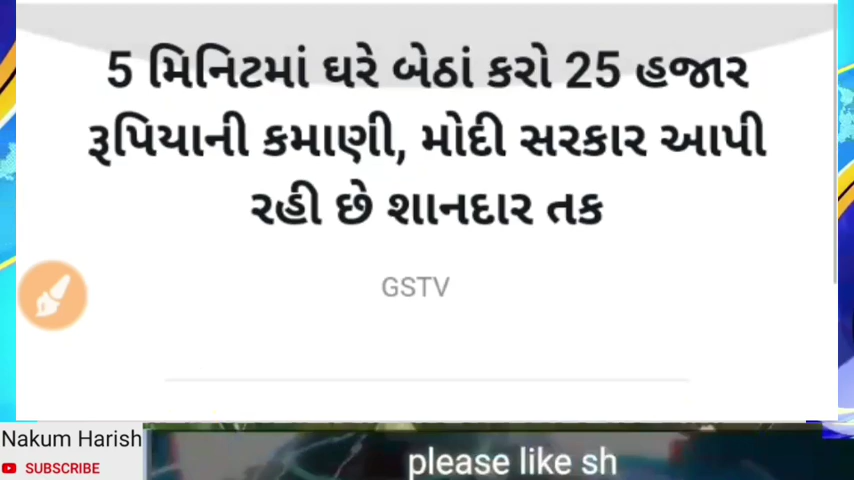 5 મિનિટમાં ઘરે બેઠાં કરો 25 હજાર
રૂપિયાની કમાણી, મોદી સરકાર આપી
રહી છે શાનદાર તક
GSTV
Nakum Harish
SUBSCRIBE
please like sh